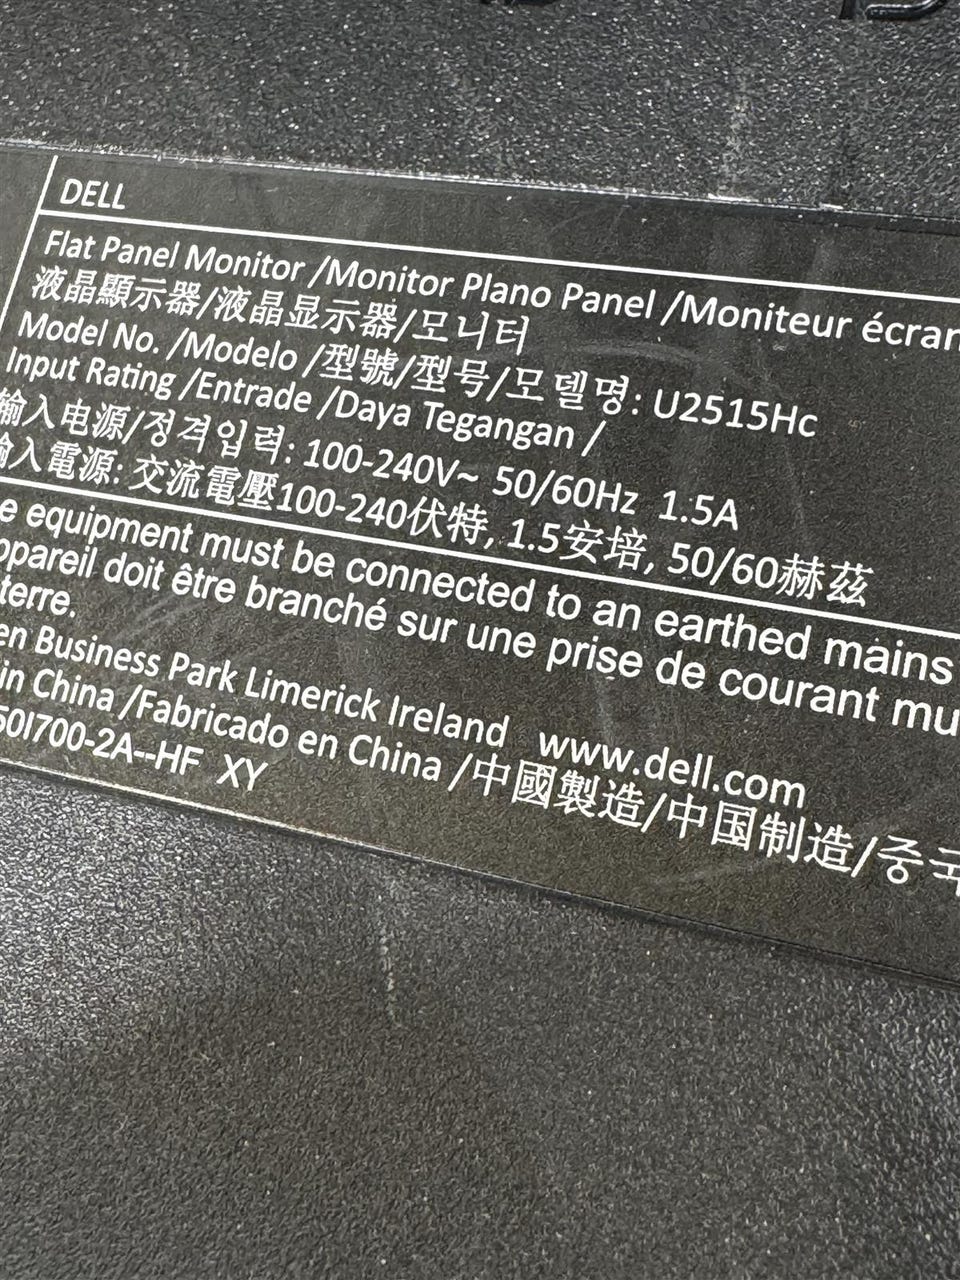 DELL
Flat Panel Monitor /Monitor Plano Panel /Moniteur écran
液晶顯示器/液晶显示器/모니터
Model No. /Modelo /型號/型号/모델명: U2515Hc
Input Rating /Entrade /Daya Tegangan /
输入电源/정격입력: 100-240V~ 50/60Hz 1.5A
輸入電源: 交流電壓100-240伏特, 1.5安培, 50/60赫茲
equipment must be connected to an earthed mains
doit être branché sur une prise de courant
terre.
Business Park Limerick Ireland www.dell.com
in China /Fabricado en China /中國製造/中国制造/중국
50I700-2A--HF XY